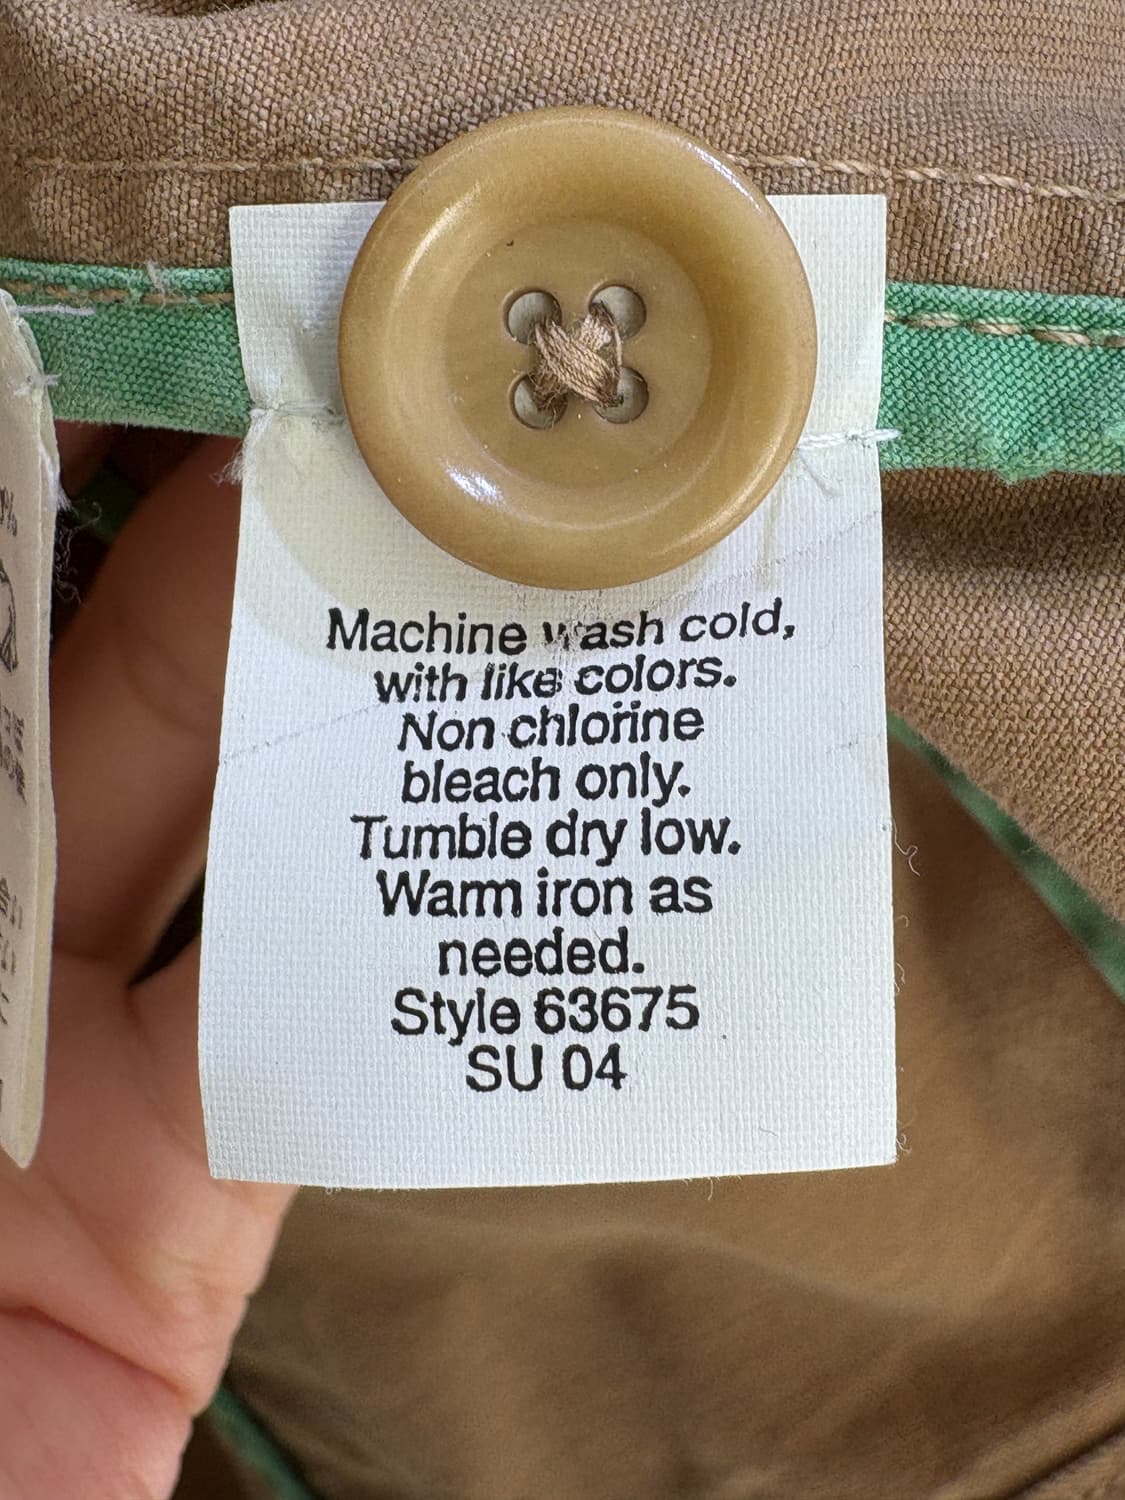 Machine wash cold,
with like colors.
Non chlorine
bleach only.
Tumble dry low.
Warm iron as
needed.
Style 63675
SU 04